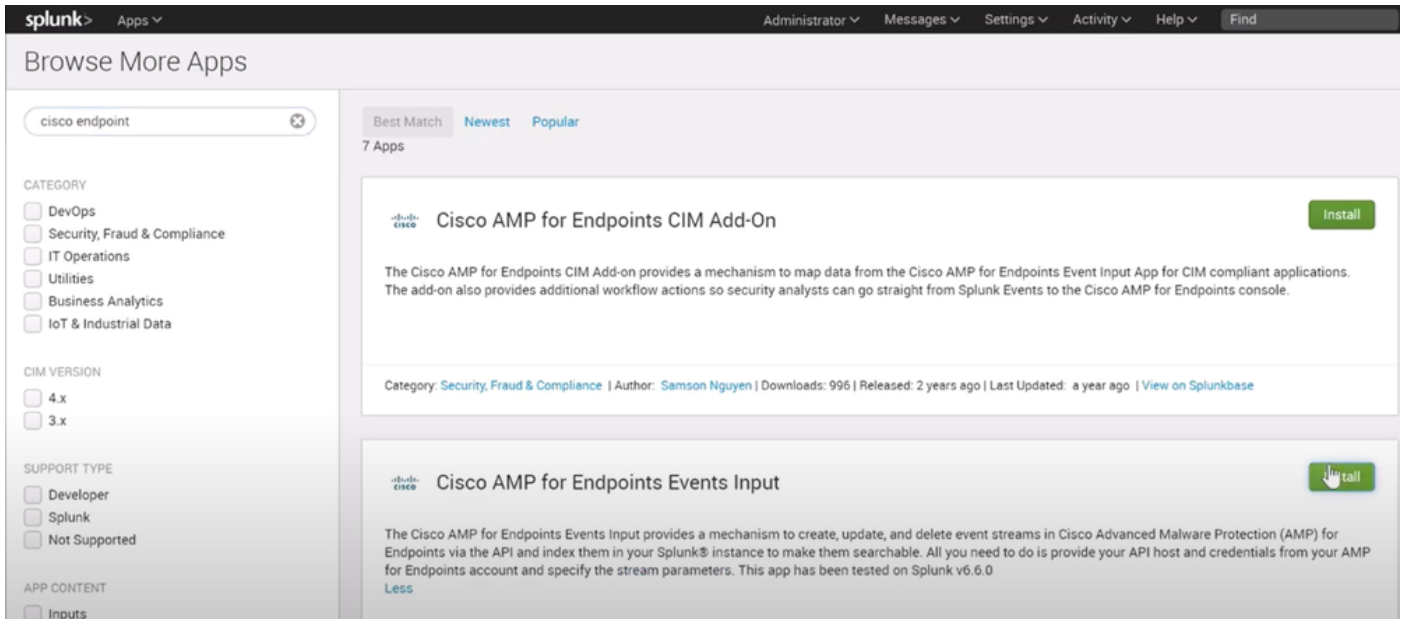 splunk> Apps Administrator Messages Settings Activity Help Find
Browse More Apps
cisco endpoint
CATEGORY
DevOps
Security, Fraud & Compliance
IT Operations
Utilities
Business Analytics
IoT & Industrial Data
CIM VERSION
4.x
3.x
SUPPORT TYPE
Developer
Splunk
Not Supported
APP CONTENT
Inputs
Best Match Newest Popular
7 Apps
CISCO
Cisco AMP for Endpoints CIM Add-On
Install
The Cisco AMP for Endpoints CIM Add-on provides a mechanism to map data from the Cisco AMP for Endpoints Event Input App for CIM compliant applications.
The add-on also provides additional workflow actions so security analysts can go straight from Splunk Events to the Cisco AMP for Endpoints console.
Category: Security, Fraud & Compliance | Author: Samson Nguyen | Downloads: 996 | Released: 2 years ago | Last Updated: a year ago | View on Splunkbase
CISCO
Cisco AMP for Endpoints Events Input
The Cisco AMP for Endpoints Events Input provides a mechanism to create, update, and delete event streams in Cisco Advanced Malware Protection (AMP) for
Endpoints via the API and index them in your Splunk® instance to make them searchable. All you need to do is provide your API host and credentials from your AMP
for Endpoints account and specify the stream parameters. This app has been tested on Splunk v6.6.0
Less